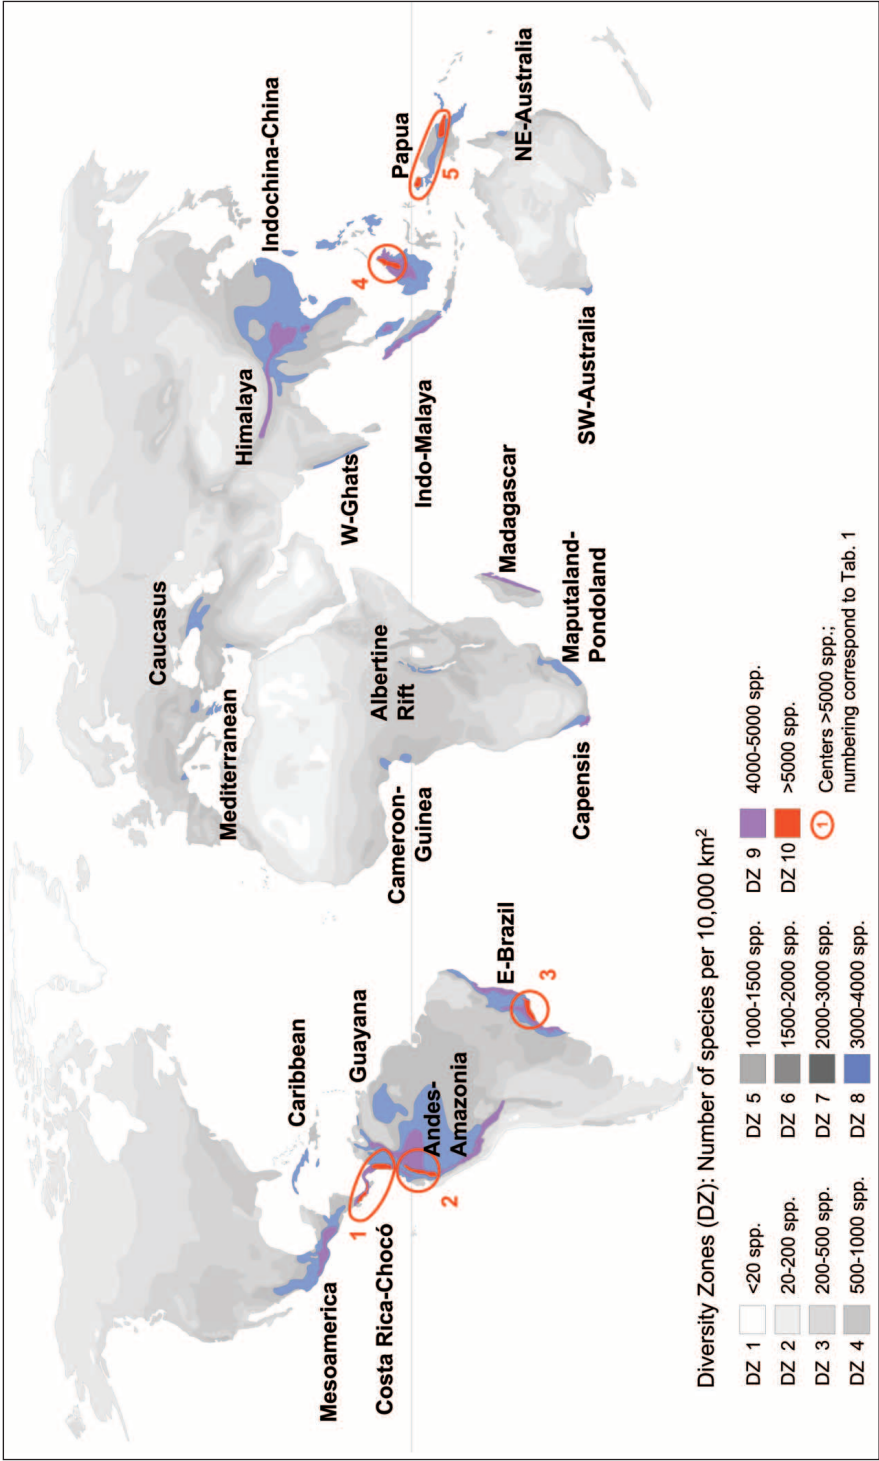 Caucasus
Mediterranean
Himalaya
Indochina-China
Caribbean
Mesoamerica
Costa Rica-Chocó
1
Guayana
Andes-
Amazonia
2
E-Brazil
3
Cameroon-
Guinea
Albertine
Rift
W-Ghats
Indo-Malaya
4
Papua
5
Capensis
Maputaland-
Pondoland
Madagascar
SW-Australia
NE-Australia
Diversity Zones (DZ): Number of species per 10,000 km²
DZ 1 <20 spp.
DZ 2 20-200 spp.
DZ 3 200-500 spp.
DZ 4 500-1000 spp.
DZ 5 1000-1500 spp.
DZ 6 1500-2000 spp.
DZ 7 2000-3000 spp.
DZ 8 3000-4000 spp.
DZ 9 4000-5000 spp.
DZ 10 >5000 spp.
1 Centers >5000 spp.;
numbering correspond to Tab. 1